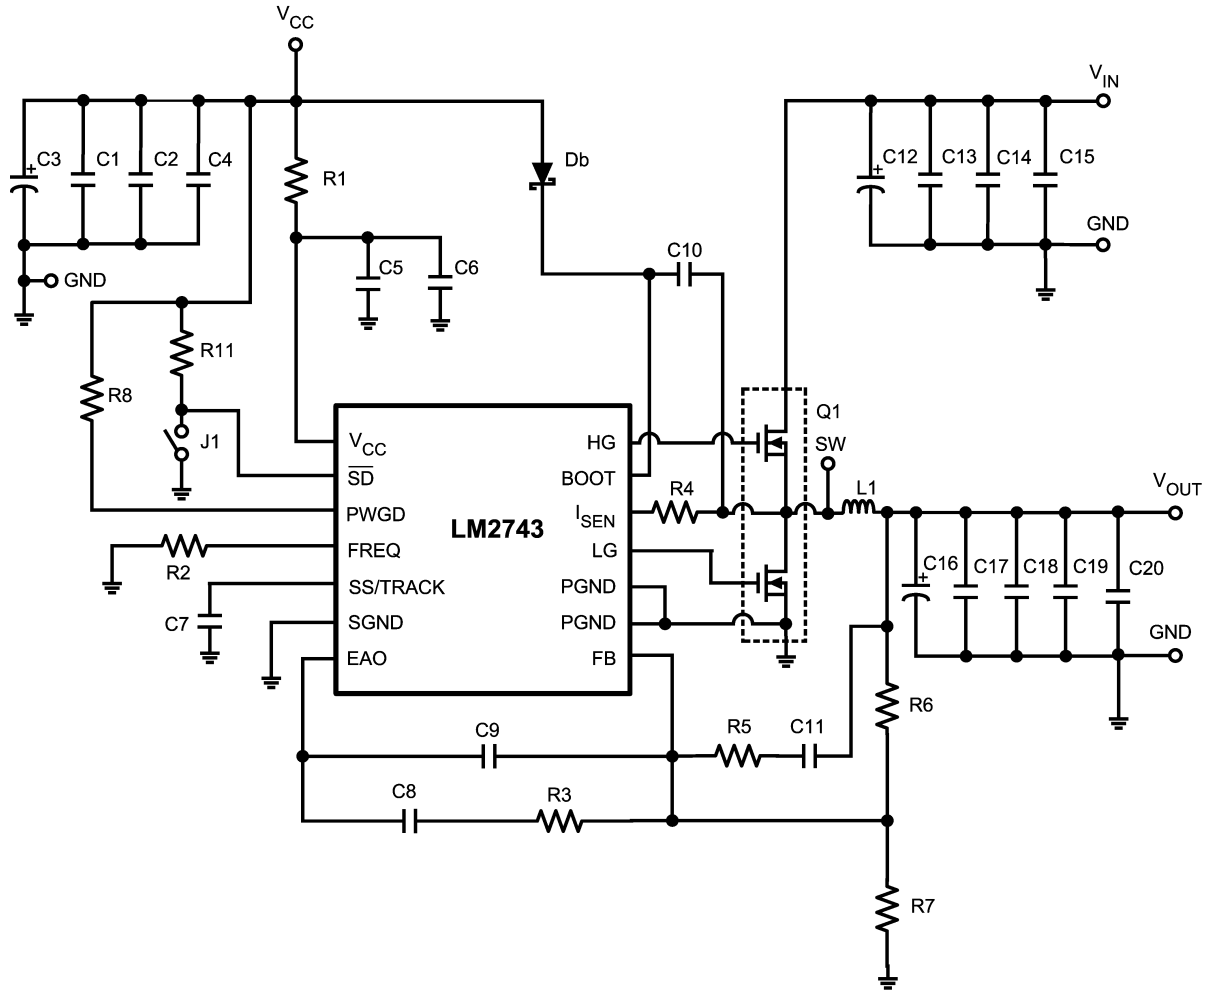 VCC
VIN
+
C3
C1
C2
C4
R1
Db
+
C12
C13
C14
C15
GND
GND
C5
C6
C10
R11
R8
J1
Q1
SW
VCC
SD
PWGD
FREQ
SS/TRACK
SGND
EAO
LM2743
HG
BOOT
ISEN
LG
PGND
PGND
FB
R4
L1
VOUT
R2
C7
+
C16
C17
C18
C19
C20
GND
R6
C9
R5
C11
C8
R3
R7